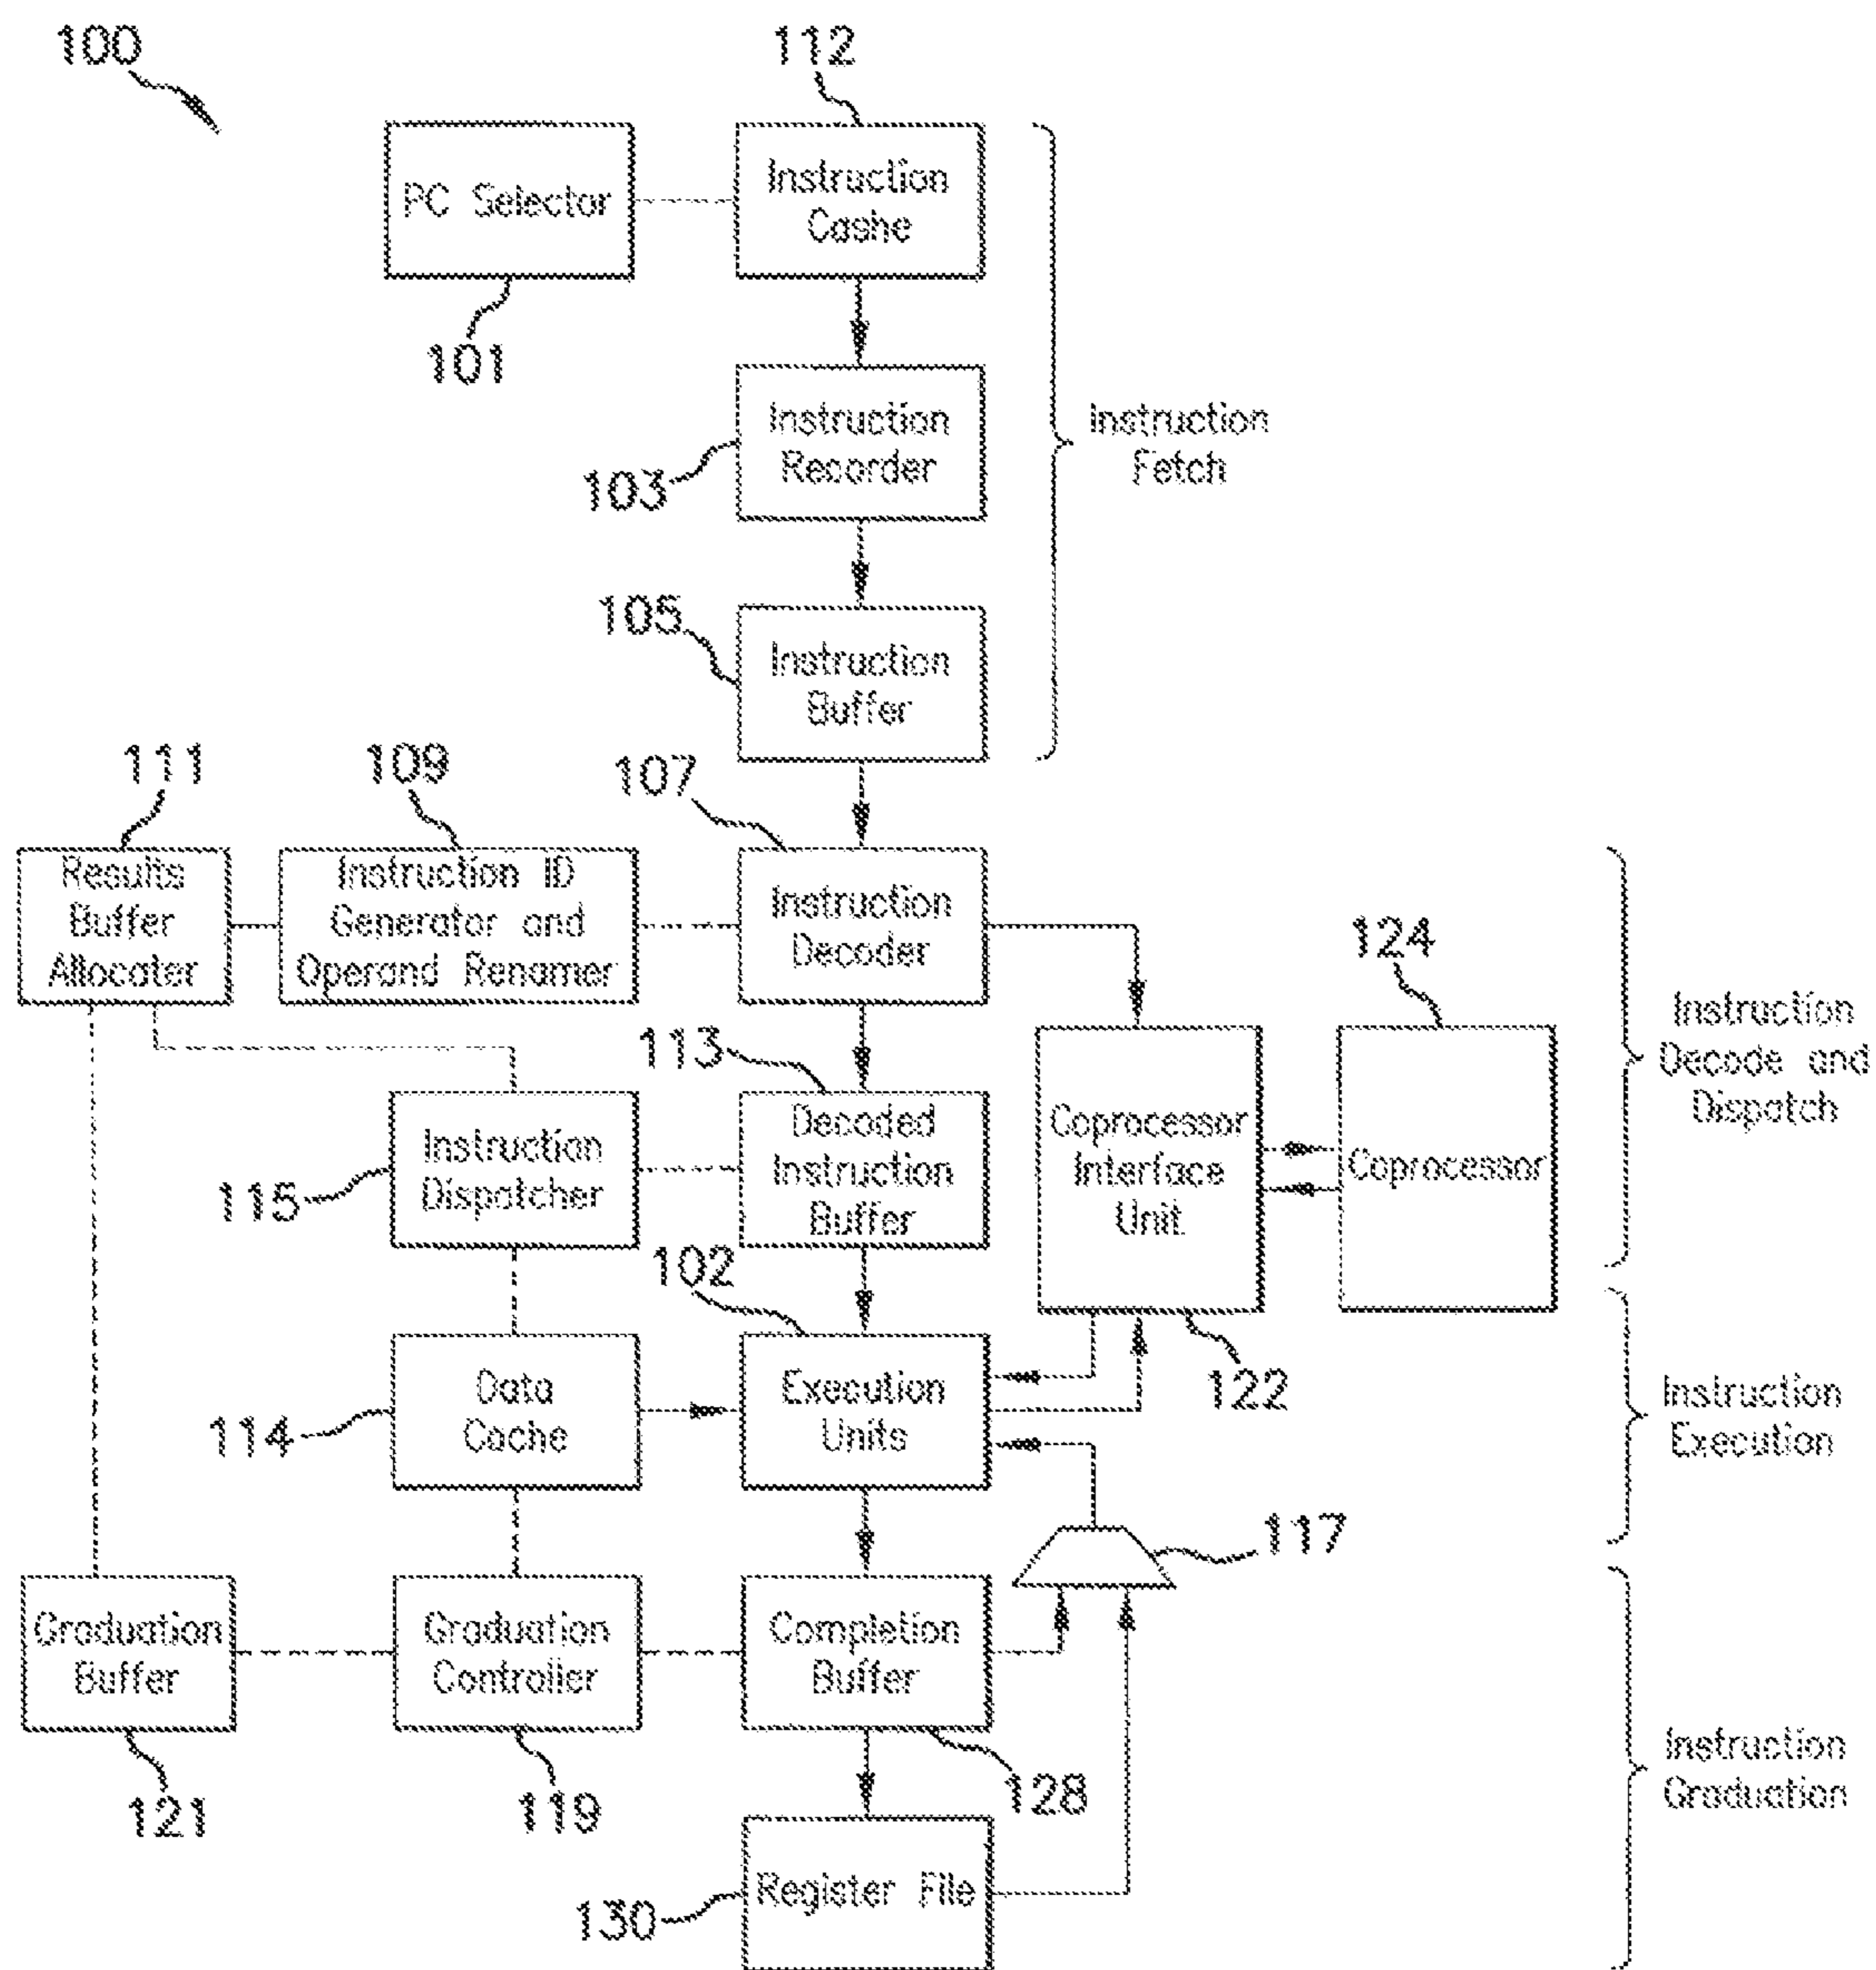 100
112
PC Selector
Instruction
Cashe
101
Instruction
Recorder
103
Instruction
Fetch
105
Instruction
Buffer
111
109
107
Results
Buffer
Allocater
Instruction ID
Generator and
Operand Renamer
Instruction
Decoder
124
113
Instruction
Dispatcher
115
Decoded
Instruction
Buffer
Coprocessor
Interface
Unit
Coprocessor
Instruction
Decode and
Dispatch
102
Data
Cache
114
Execution
Units
122
Instruction
Execution
117
Graduation
Buffer
Graduation
Controller
Completion
Buffer
121
119
128
Instruction
Graduation
Register File
130